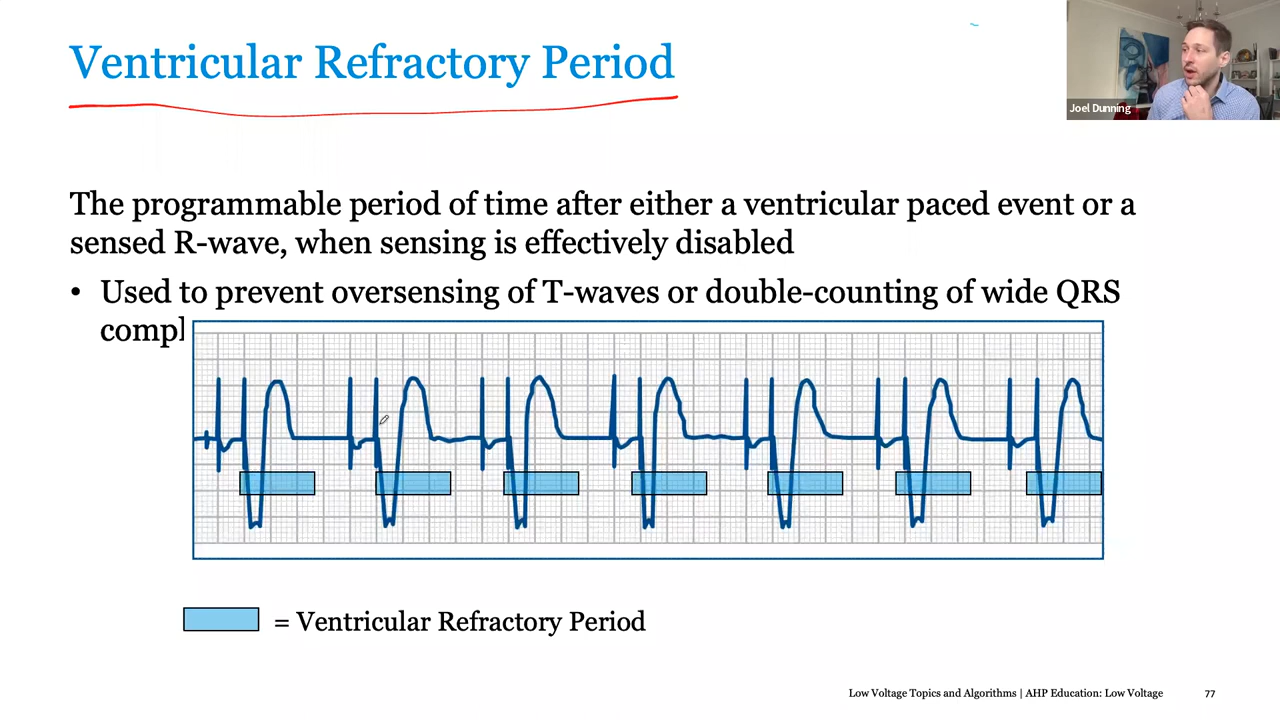 Ventricular Refractory Period
Joel Dunning
The programmable period of time after either a ventricular paced event or a
sensed R-wave, when sensing is effectively disabled
• Used to prevent oversensing of T-waves or double-counting of wide QRS
compl
= Ventricular Refractory Period
Low Voltage Topics and Algorithms | AHP Education: Low Voltage 77